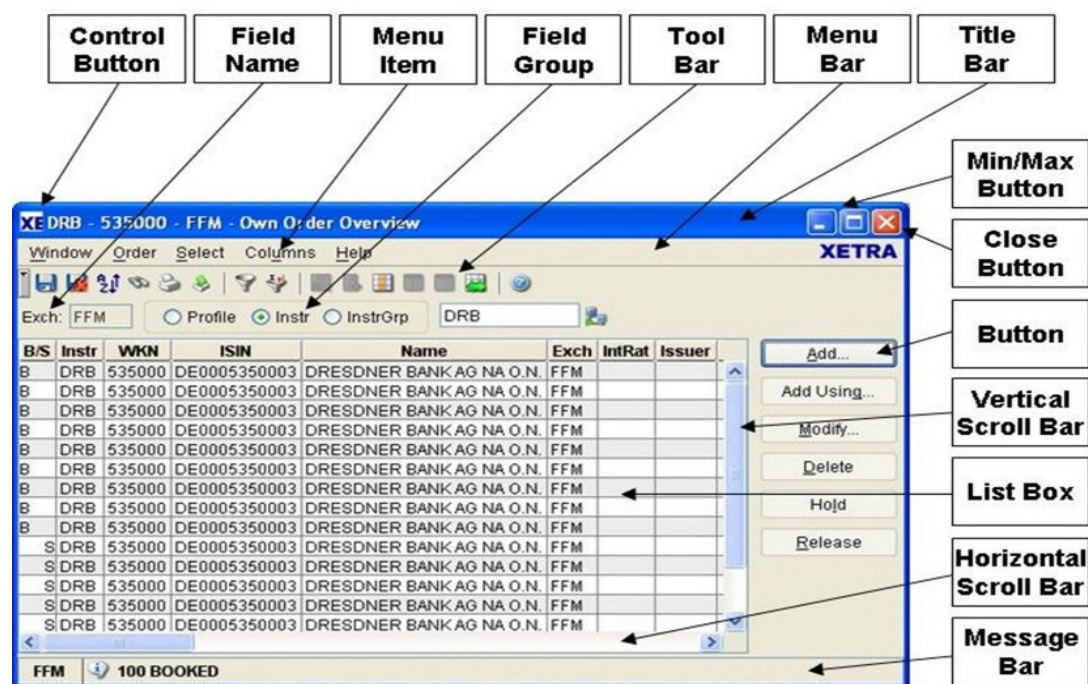 Control Button
Field Name
Menu Item
Field Group
Tool Bar
Menu Bar
Title Bar
Min/Max Button
Close Button
Button
Vertical Scroll Bar
List Box
Horizontal Scroll Bar
Message Bar
XE DRB - 535000 - FFM - Own Order Overview
Window Order Select Columns Help XETRA
Exch: FFM Profile Instr InstrGrp DRB
B/S Instr WKN ISIN Name Exch IntRat Issuer
B DRB 535000 DE0005350003 DRESDNER BANK AG NA O.N. FFM
B DRB 535000 DE0005350003 DRESDNER BANK AG NA O.N. FFM
B DRB 535000 DE0005350003 DRESDNER BANK AG NA O.N. FFM
B DRB 535000 DE0005350003 DRESDNER BANK AG NA O.N. FFM
B DRB 535000 DE0005350003 DRESDNER BANK AG NA O.N. FFM
B DRB 535000 DE0005350003 DRESDNER BANK AG NA O.N. FFM
B DRB 535000 DE0005350003 DRESDNER BANK AG NA O.N. FFM
B DRB 535000 DE0005350003 DRESDNER BANK AG NA O.N. FFM
B DRB 535000 DE0005350003 DRESDNER BANK AG NA O.N. FFM
S DRB 535000 DE0005350003 DRESDNER BANK AG NA O.N. FFM
S DRB 535000 DE0005350003 DRESDNER BANK AG NA O.N. FFM
S DRB 535000 DE0005350003 DRESDNER BANK AG NA O.N. FFM
S DRB 535000 DE0005350003 DRESDNER BANK AG NA O.N. FFM
S DRB 535000 DE0005350003 DRESDNER BANK AG NA O.N. FFM
Add...
Add Using...
Modify...
Delete
Hold
Release
FFM 100 BOOKED